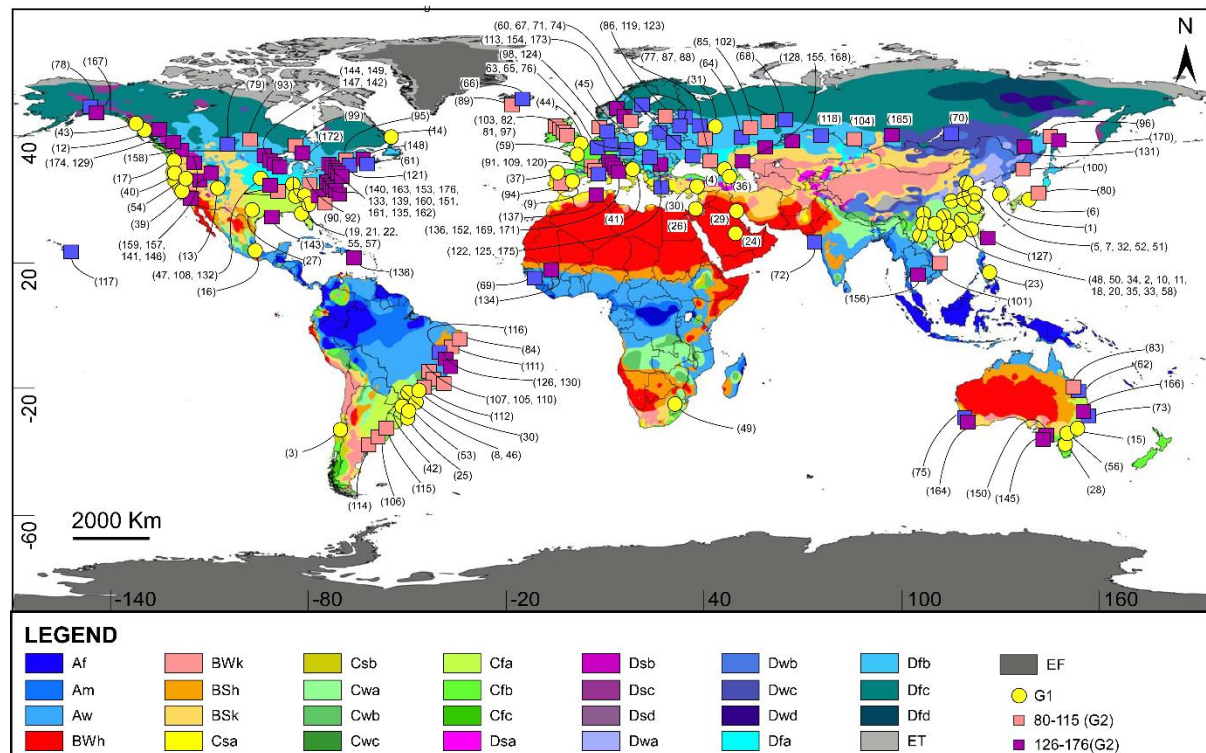 N
(60, 67, 71, 74)
(113, 154, 173)
(98, 124)
63, 65, 76)
(86, 119, 123)
(77, 87, 88)
(85, 102)
(64)
(68)
(128, 155, 168)
(31)
(45)
(78)
(167)
(79)
(93)
(144, 149,
147, 142)
(99)
(95)
(172)
(14)
(148)
(61)
(121)
(66)
(89)
(44)
(103, 82,
81, 97)
(59)
(91, 109, 120)
(37)
(94)
(9)
(137)
(118)
(104)
(165)
(70)
(96)
(170)
(131)
(100)
(80)
(6)
(1)
(5, 7, 32, 52, 51)
(127)
(43)
(12)
(174, 129)
(158)
(17)
(40)
(54)
(39)
(159, 157,
141, 146)
(13)
(47, 108, 132)
(16)
(27)
(143)
(90, 92)
(19, 21, 22,
55, 57)
(138)
(140, 163, 153, 176,
133, 139, 160, 151,
161, 135, 162)
(117)
(136, 152, 169, 171)
(122, 125, 175)
(41)
(26)
(30)
(29)
(4)
(36)
(24)
(72)
(69)
(134)
(156)
(101)
(23)
(48, 50, 34, 2, 10, 11,
18, 20, 35, 33, 58)
(116)
(84)
(111)
(126, 130)
(107, 105, 110)
(112)
(30)
(8, 46)
(53)
(25)
(42)
(115)
(106)
(114)
(3)
(49)
(83)
(62)
(166)
(73)
(15)
(56)
(28)
(145)
(150)
(164)
(75)
40
20
-20
-60
2000 Km
-140
-80
-20
40
100
160
LEGEND
Af
BWk
Csb
Cfa
Dsb
Dwb
Dfb
EF
Am
BSh
Cwa
Cfb
Dsc
Dwc
Dfc
G1
Aw
BSk
Cwb
Cfc
Dsd
Dwd
Dfd
80-115 (G2)
BWh
Csa
Cwc
Dsa
Dwa
Dfa
ET
126-176(G2)